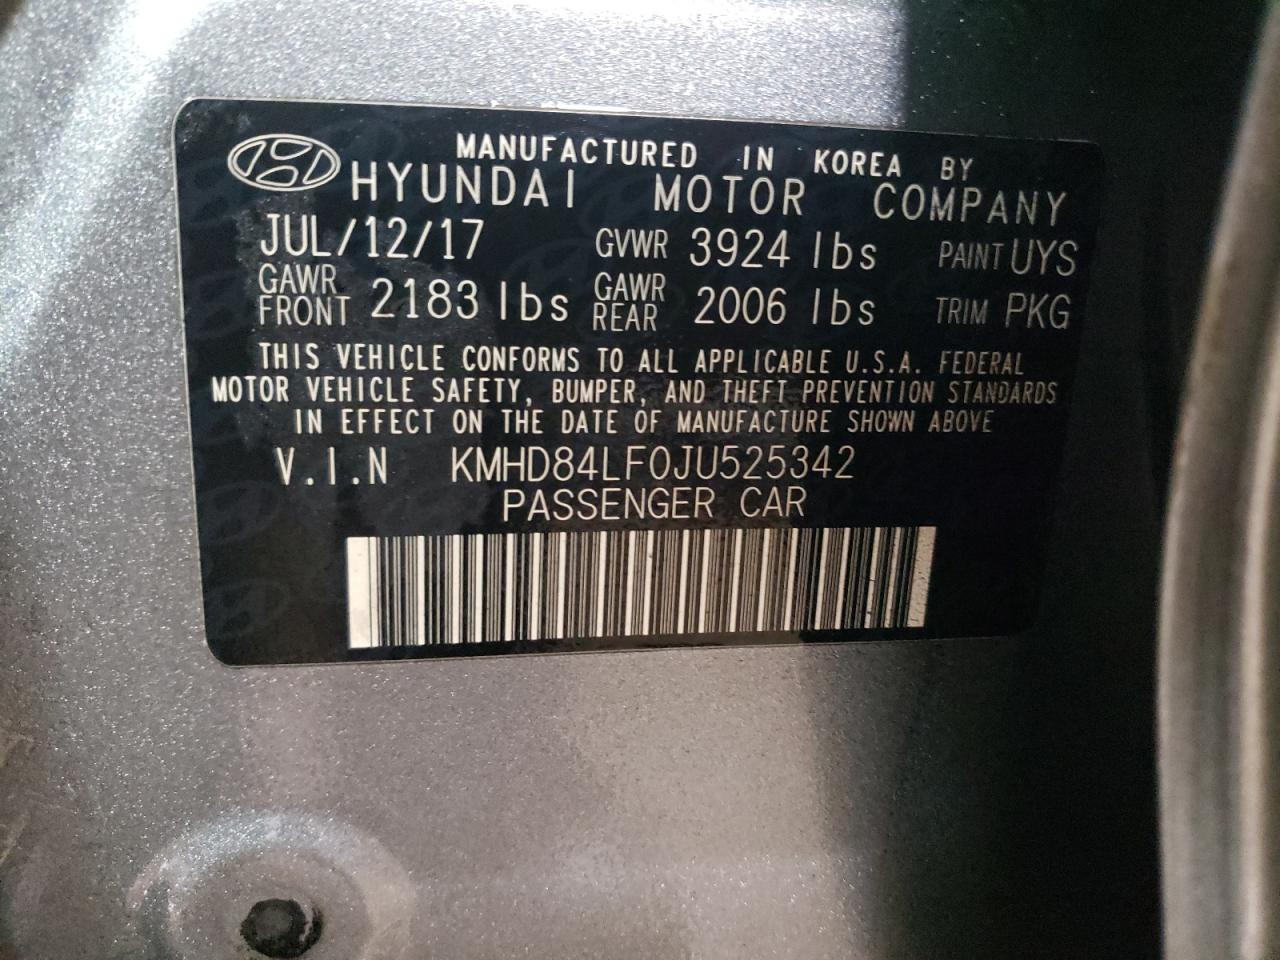 MANUFACTURED IN KOREA BY
HYUNDAI MOTOR COMPANY
JUL/12/17 GVWR 3924 lbs PAINT UYS
GAWR FRONT 2183 lbs GAWR REAR 2006 lbs TRIM PKG
THIS VEHICLE CONFORMS TO ALL APPLICABLE U.S.A. FEDERAL
MOTOR VEHICLE SAFETY, BUMPER, AND THEFT PREVENTION STANDARDS
IN EFFECT ON THE DATE OF MANUFACTURE SHOWN ABOVE
V.I.N KMHD84LF0JU525342
PASSENGER CAR